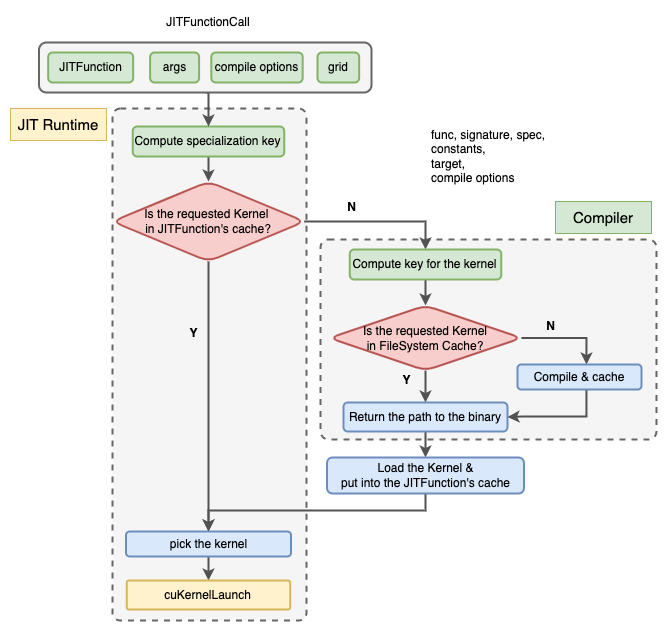 JITFunctionCall
JITFunction
args
compile options
grid
JIT Runtime
Compute specialization key
func, signature, spec,
constants,
target,
compile options
Is the requested Kernel
in JITFunction's cache?
N
Compiler
Compute key for the kernel
Y
Is the requested Kernel
in FileSystem Cache?
N
Y
Compile & cache
Return the path to the binary
Load the Kernel &
put into the JITFunction's cache
pick the kernel
cuKernelLaunch